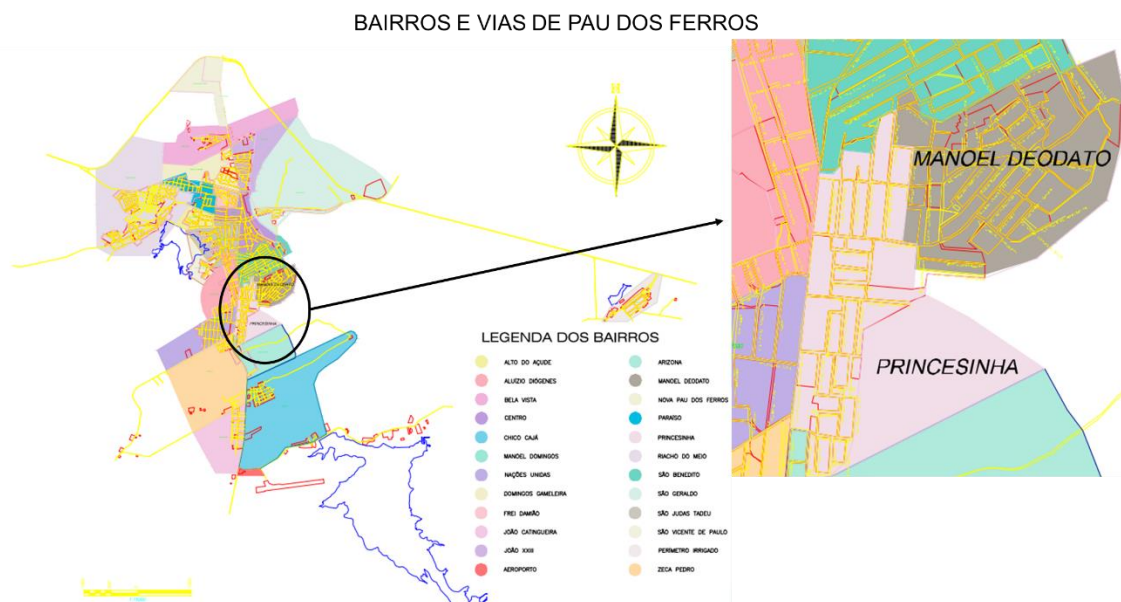 BAIRROS E VIAS DE PAU DOS FERROS
N
MANOEL DEODATO
PRINCESINHA
MANOEL DEODATO
PRINCESINHA
LEGENDA DOS BAIRROS
ALTO DO AÇUDE
ALUÍZIO DIÓGENES
BELA VISTA
CENTRO
CHICO CAJÁ
MANOEL DOMINGOS
NAÇÕES UNIDAS
DOMINGOS GAMELEIRA
FREI DAMIÃO
JOÃO CATINGUEIRA
JOÃO XXIII
AEROPORTO
ARIZONA
MANOEL DEODATO
NOVA PAU DOS FERROS
PARAÍSO
PRINCESINHA
RIACHO DO MEIO
SÃO BENEDITO
SÃO GERALDO
SÃO JUDAS TADEU
SÃO VICENTE DE PAULO
PERÍMETRO IRRIGADO
ZECA PEDRO